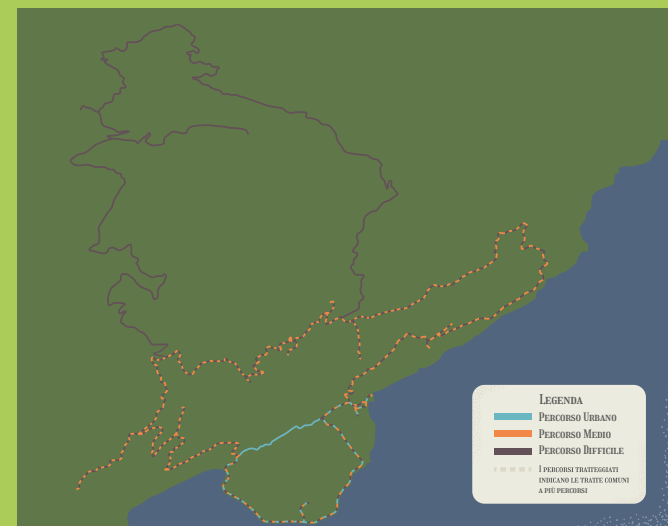 LEGENDA
PERCORSO URBANO
PERCORSO MEDIO
PERCORSO DIFFICILE
I PERCORSI TRATTEGGIATI
INDICANO LE TRATTE COMUNI
A PIÙ PERCORSI